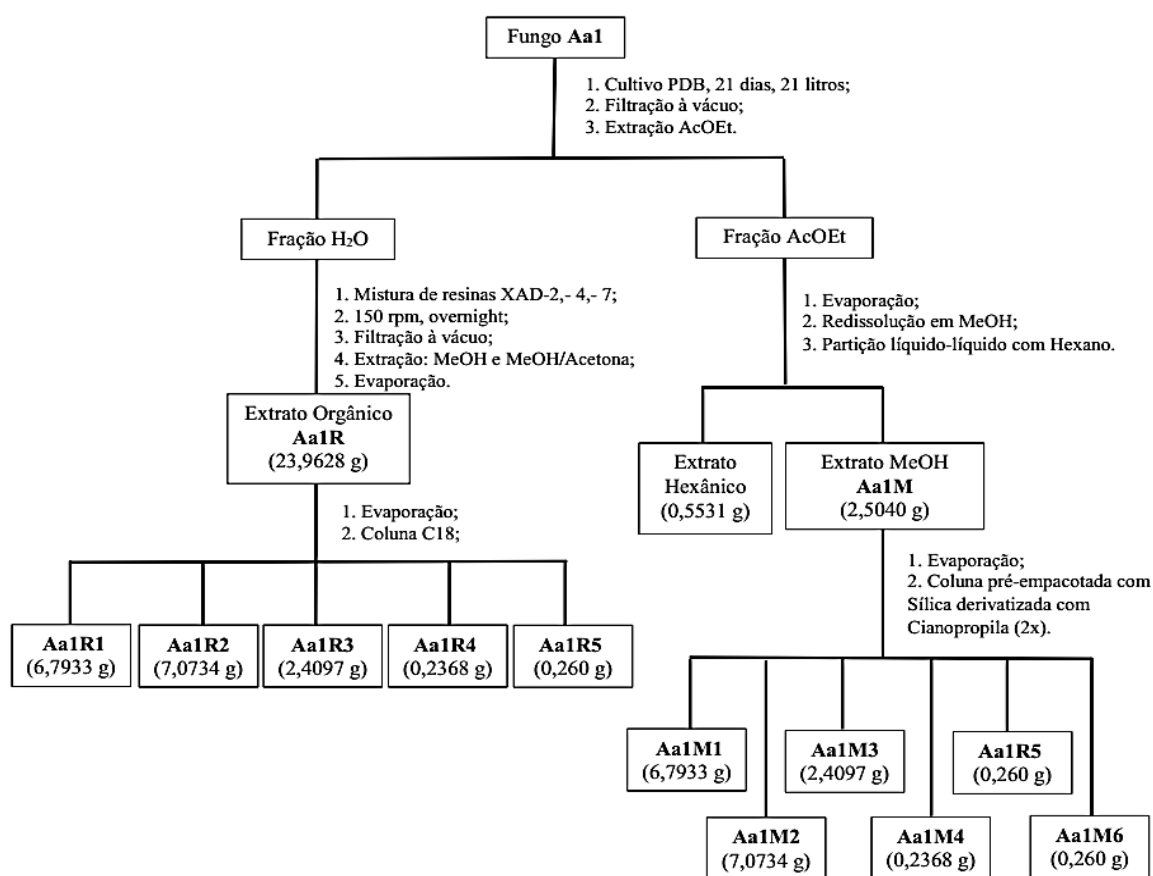 Fungo Aa1
1. Cultivo PDB, 21 dias, 21 litros;
2. Filtração à vácuo;
3. Extração AcOEt.
Fração H₂O
Fração AcOEt
1. Mistura de resinas XAD-2,- 4,- 7;
2. 150 rpm, overnight;
3. Filtração à vácuo;
4. Extração: MeOH e MeOH/Acetona;
5. Evaporação.
1. Evaporação;
2. Redissolução em MeOH;
3. Partição líquido-líquido com Hexano.
Extrato Orgânico
Aa1R
(23,9628 g)
Extrato
Hexânico
(0,5531 g)
Extrato MeOH
Aa1M
(2,5040 g)
1. Evaporação;
2. Coluna C18;
1. Evaporação;
2. Coluna pré-empacotada com
Sílica derivatizada com
Cianopropila (2x).
Aa1R1
(6,7933 g)
Aa1R2
(7,0734 g)
Aa1R3
(2,4097 g)
Aa1R4
(0,2368 g)
Aa1R5
(0,260 g)
Aa1M1
(6,7933 g)
Aa1M3
(2,4097 g)
Aa1R5
(0,260 g)
Aa1M2
(7,0734 g)
Aa1M4
(0,2368 g)
Aa1M6
(0,260 g)